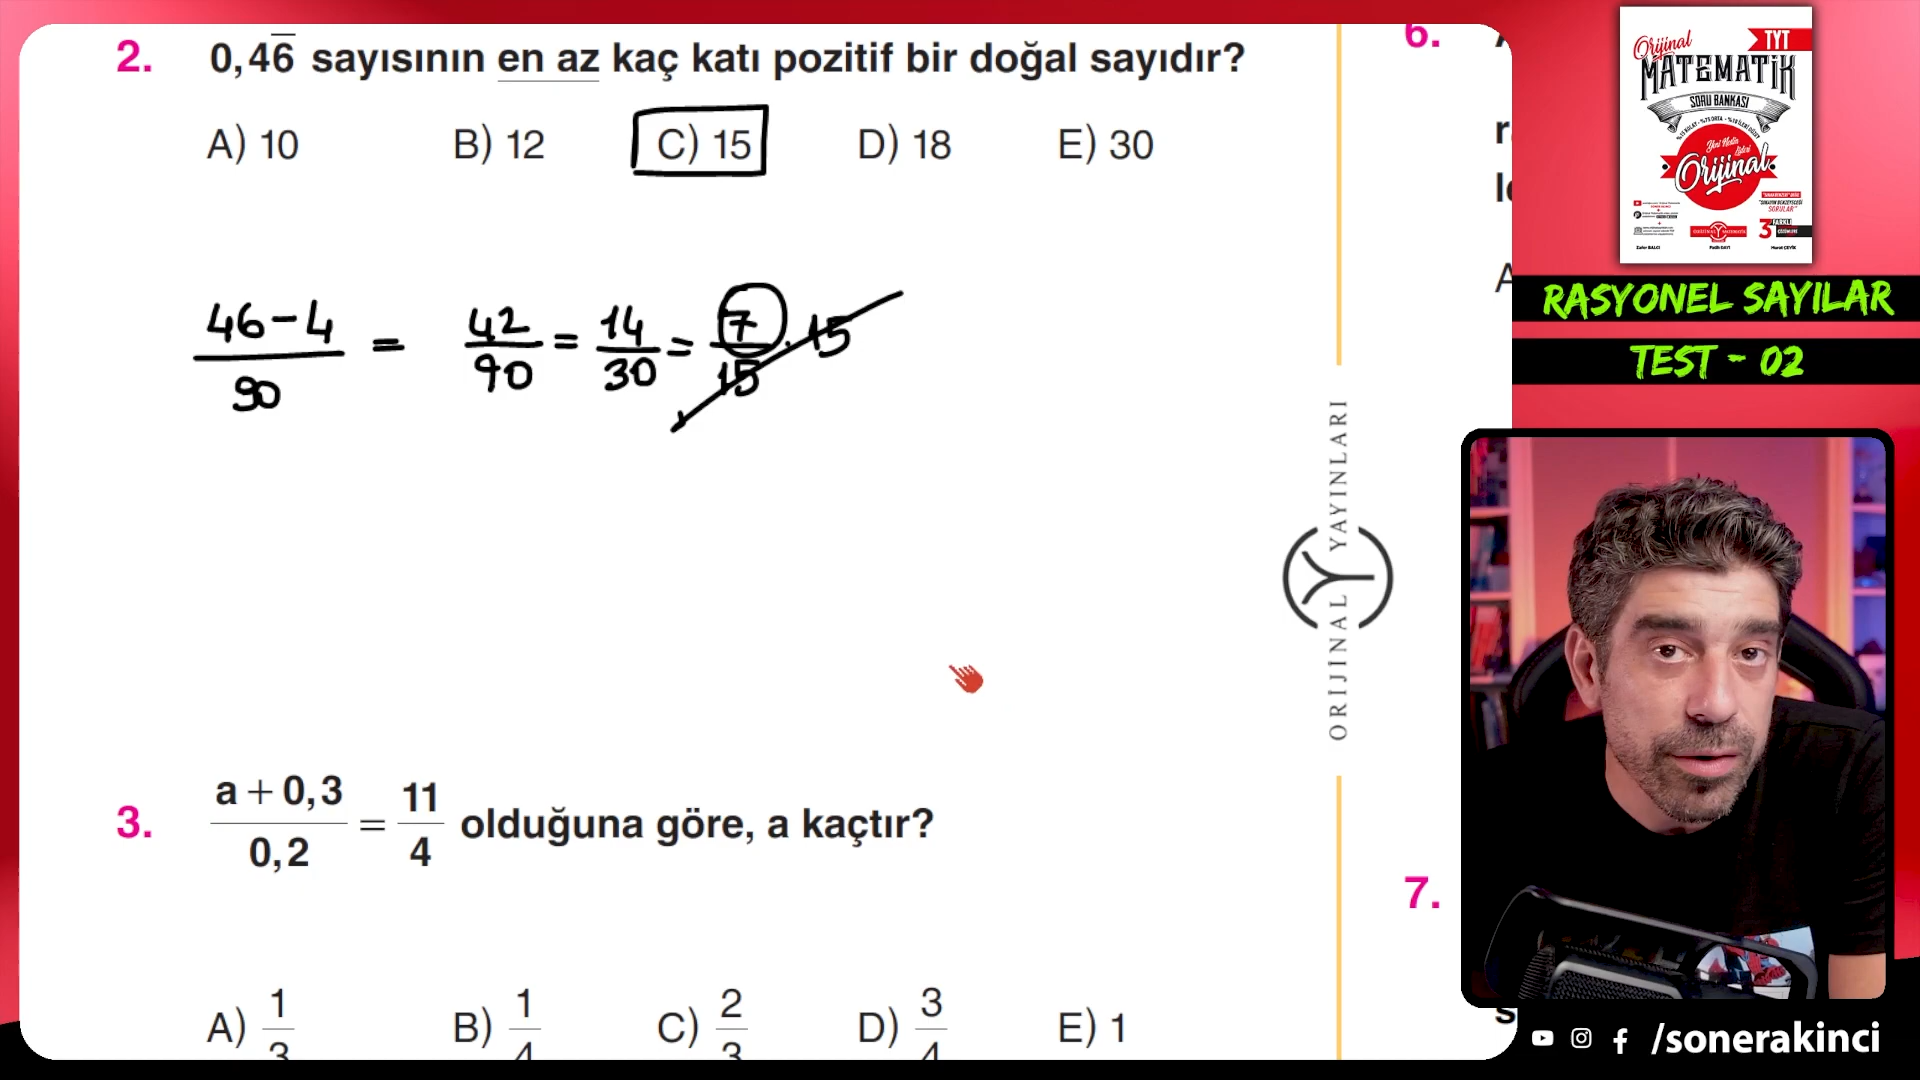 2. 0,46̅ sayısının en az kaç katı pozitif bir doğal sayıdır?
A) 10 B) 12 C) 15 D) 18 E) 30
46-4/90 = 42/90 = 14/30 = 7/15 . 15
3. a+0,3/0,2 = 11/4 olduğuna göre, a kaçtır?
A) 1/3 B) 1/4 C) 2/3 D) 3/4 E) 1
ORİJİNAL YAYINLARI
6.
7.
Orijinal
TYT
MATEMATİK
SORU BANKASI
Orijinal
RASYONEL SAYILAR
TEST - 02
/sonerakinci